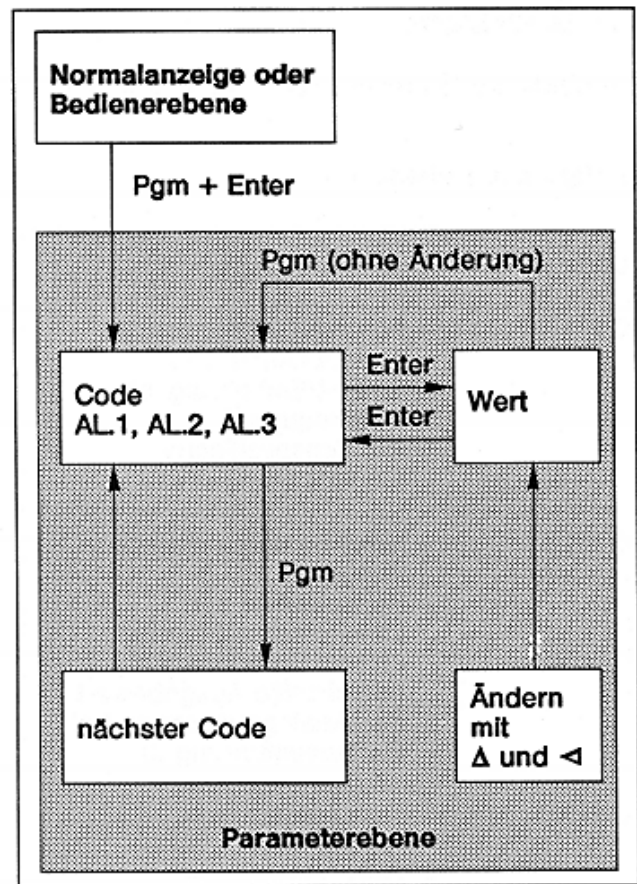 Normalanzeige oder
Bedienerebene
Pgm + Enter
Pgm (ohne Änderung)
Code
AL.1, AL.2, AL.3
Enter
Enter
Wert
Pgm
nächster Code
Ändern
mit
Δ und ⊲
Parameterebene